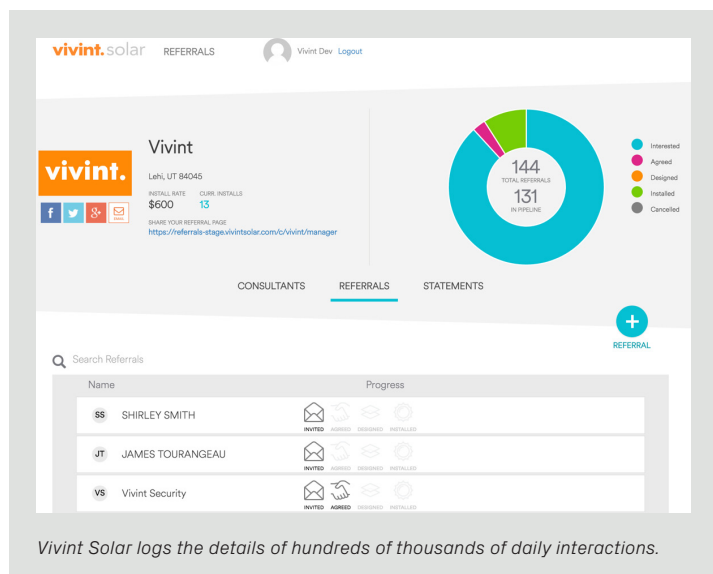 vivint.solar REFERRALS Vivint Dev Logout
vivint.
Vivint
Lehi, UT 84045
INSTALL RATE CURR. INSTALLS
$600 13
SHARE YOUR REFERRAL PAGE
https://referrals-stage.vivintsolar.com/c/vivint/manager
144
TOTAL REFERRALS
131
IN PIPELINE
Interested
Agreed
Designed
Installed
Cancelled
CONSULTANTS REFERRALS STATEMENTS
REFERRAL
Search Referrals
Name Progress
SS SHIRLEY SMITH
INVITED AGREED DESIGNED INSTALLED
JT JAMES TOURANGEAU
INVITED AGREED DESIGNED INSTALLED
VS Vivint Security
INVITED AGREED DESIGNED INSTALLED
Vivint Solar logs the details of hundreds of thousands of daily interactions.